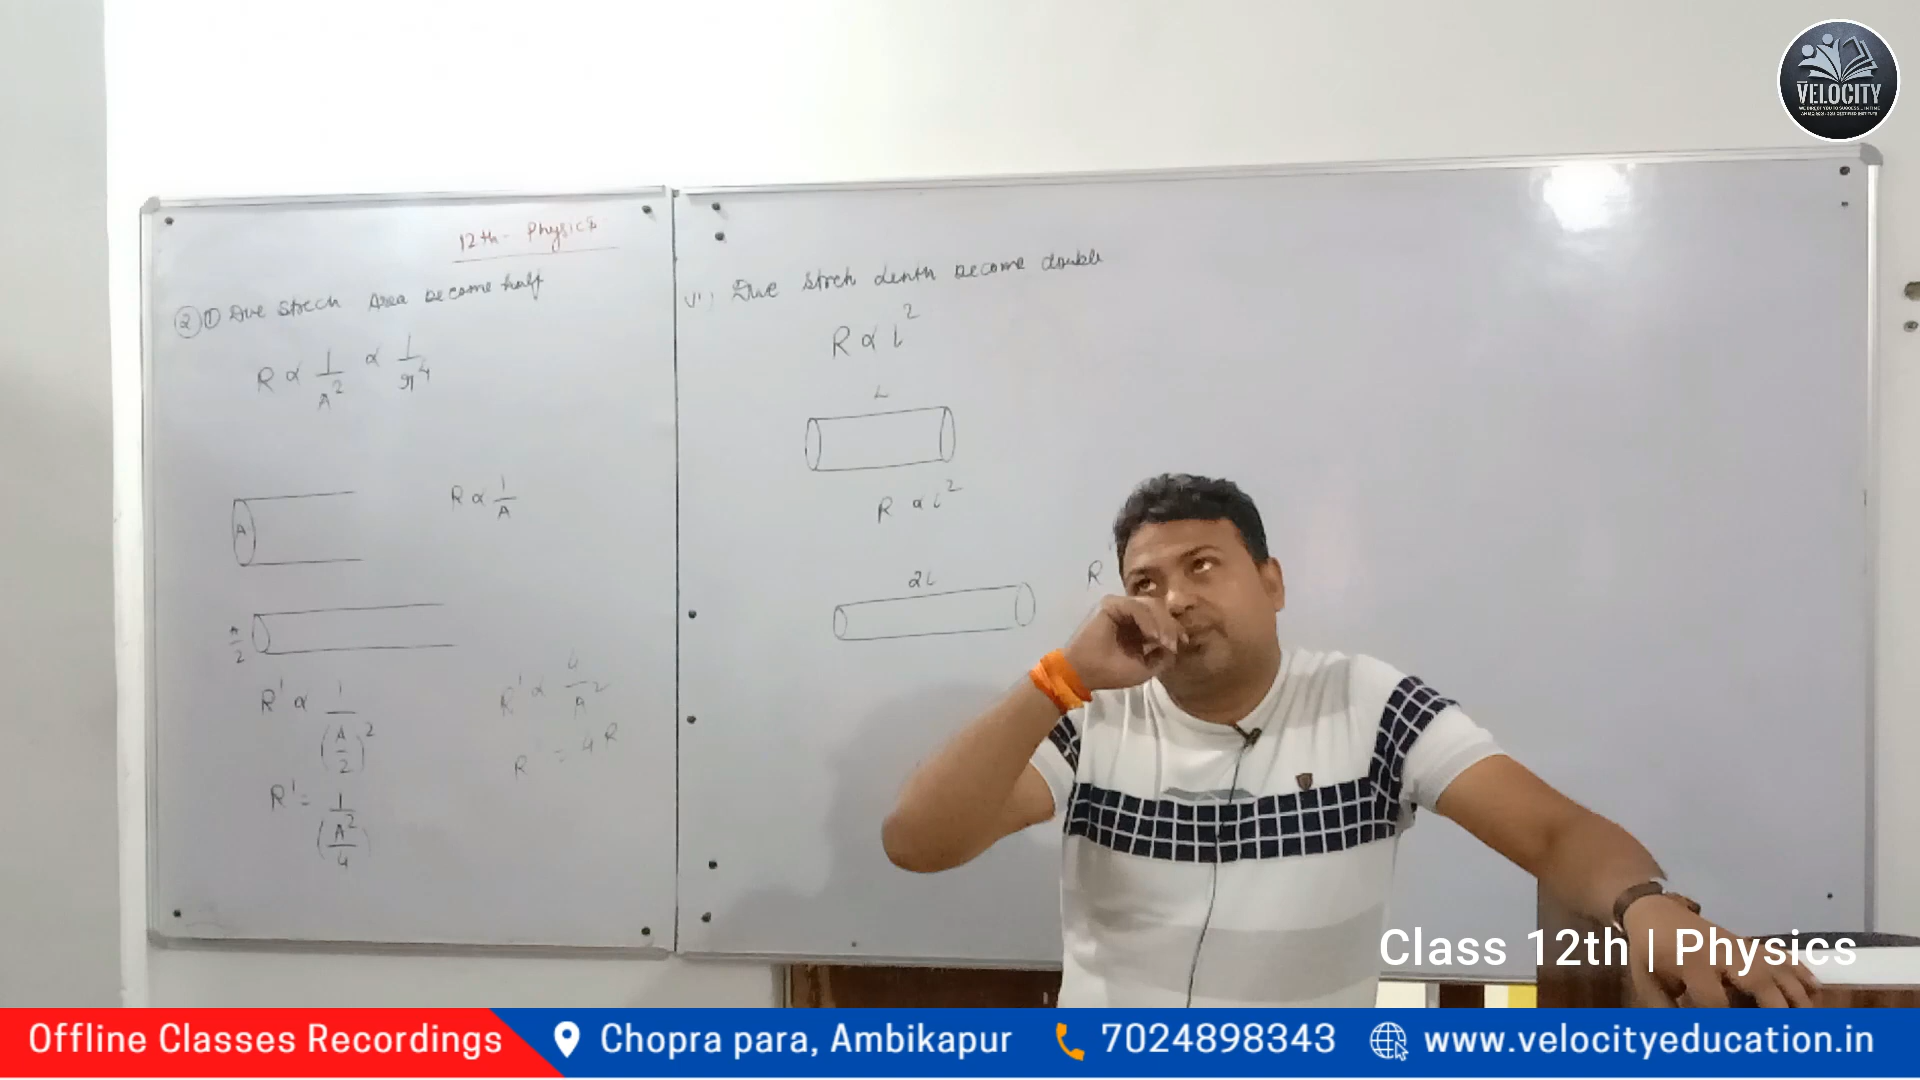 VELOCITY
12th - Physics
② ① Due strech Area become half
R ∝ 1/A² ∝ 1/r⁴
A
R ∝ 1/A
A/2
R' ∝ 1/(A/2)²
R' = 1/(A²/4)
R' ∝ 4/A²
R = 4R
Due strch lenth become double
R ∝ l²
L
R ∝ l²
2l
R
Class 12th | Physics
Offline Classes Recordings
Chopra para, Ambikapur
7024898343
www.velocityeducation.in